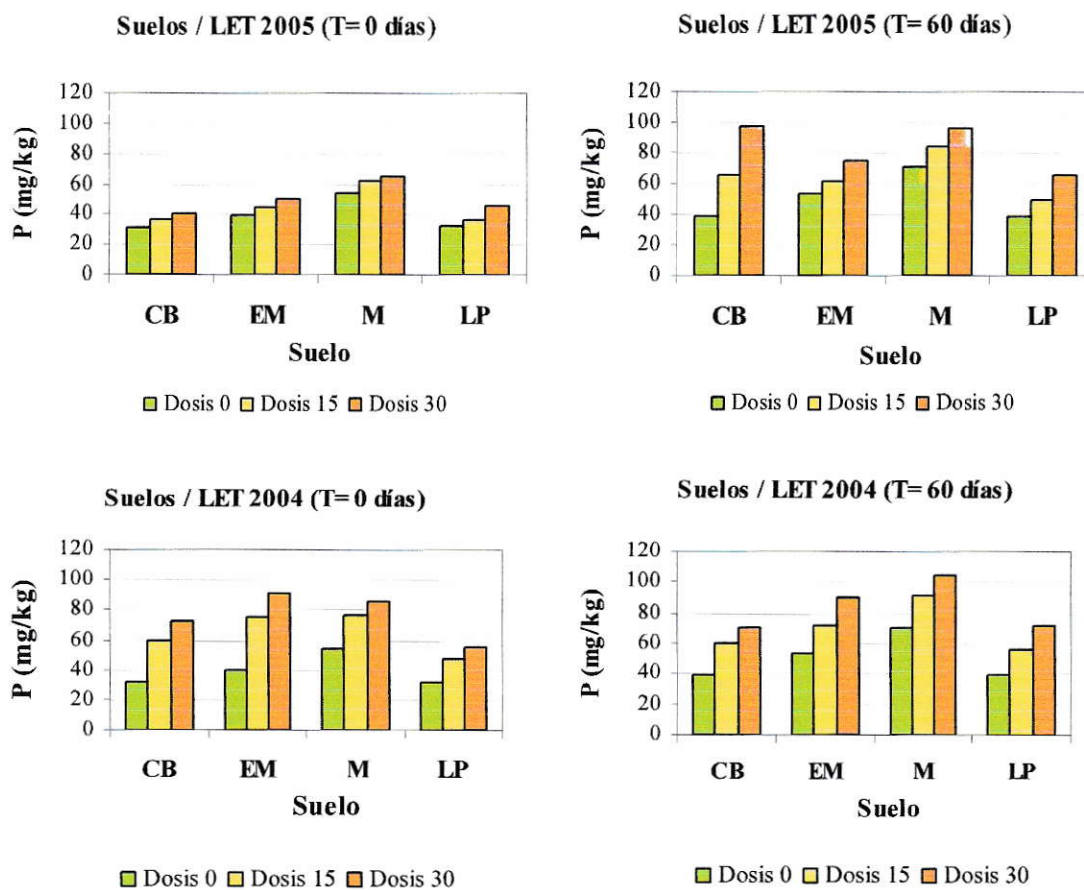 Suelos / LET 2005 (T= 0 días)
P (mg/kg)
120
100
80
60
40
20
0
CB EM M LP
Suelo
Dosis 0 Dosis 15 Dosis 30
Suelos / LET 2005 (T= 60 días)
P (mg/kg)
120
100
80
60
40
20
0
CB EM M LP
Suelo
Dosis 0 Dosis 15 Dosis 30
Suelos / LET 2004 (T= 0 días)
P (mg/kg)
120
100
80
60
40
20
0
CB EM M LP
Suelo
Dosis 0 Dosis 15 Dosis 30
Suelos / LET 2004 (T= 60 días)
P (mg/kg)
120
100
80
60
40
20
0
CB EM M LP
Suelo
Dosis 0 Dosis 15 Dosis 30